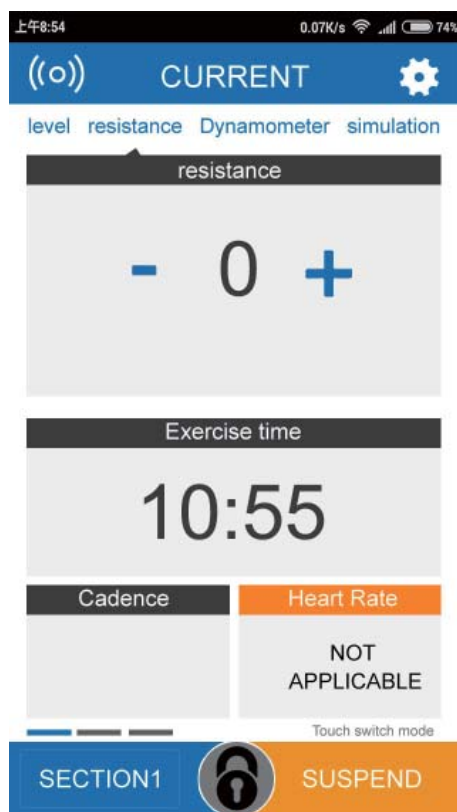 上午8:54 0.07K/s 74%
((o)) CURRENT
level resistance Dynamometer simulation
resistance
- 0 +
Exercise time
10:55
Cadence Heart Rate
NOT
APPLICABLE
Touch switch mode
SECTION1 SUSPEND